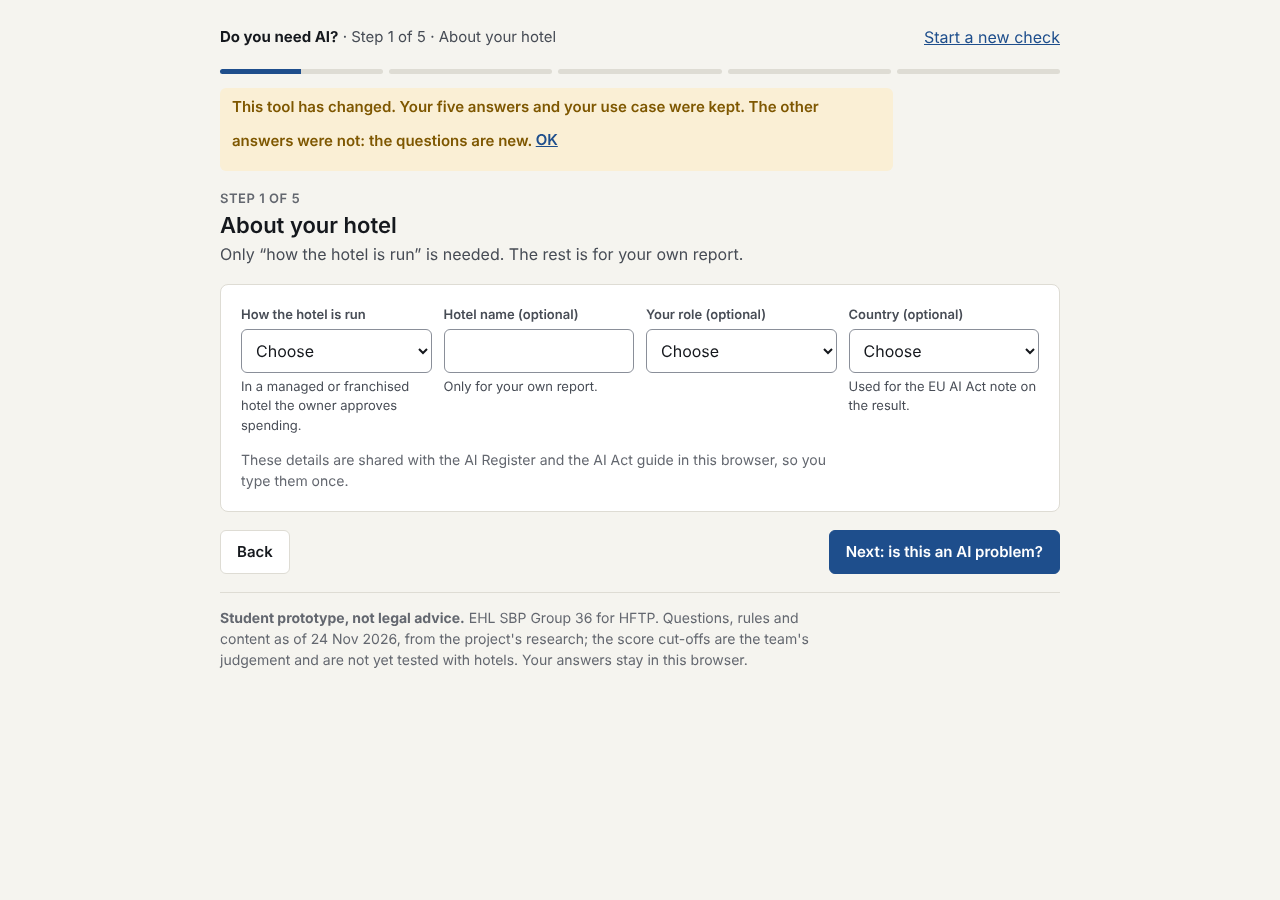 Do you need AI? · Step 1 of 5 · About your hotel
Start a new check
This tool has changed. Your five answers and your use case were kept. The other
answers were not: the questions are new. OK
STEP 1 OF 5
About your hotel
Only “how the hotel is run” is needed. The rest is for your own report.
How the hotel is run
Choose
In a managed or franchised
hotel the owner approves
spending.
Hotel name (optional)
Only for your own report.
Your role (optional)
Choose
Country (optional)
Choose
Used for the EU AI Act note on
the result.
These details are shared with the AI Register and the AI Act guide in this browser, so you
type them once.
Back
Next: is this an AI problem?
Student prototype, not legal advice. EHL SBP Group 36 for HFTP. Questions, rules and
content as of 24 Nov 2026, from the project's research; the score cut-offs are the team's
judgement and are not yet tested with hotels. Your answers stay in this browser.